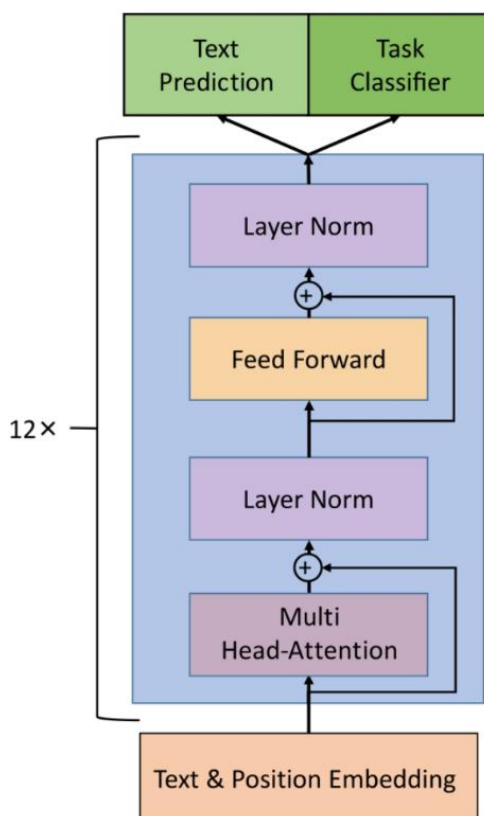 Text
Prediction
Task
Classifier
Layer Norm
+
Feed Forward
12×
Layer Norm
+
Multi
Head-Attention
Text & Position Embedding